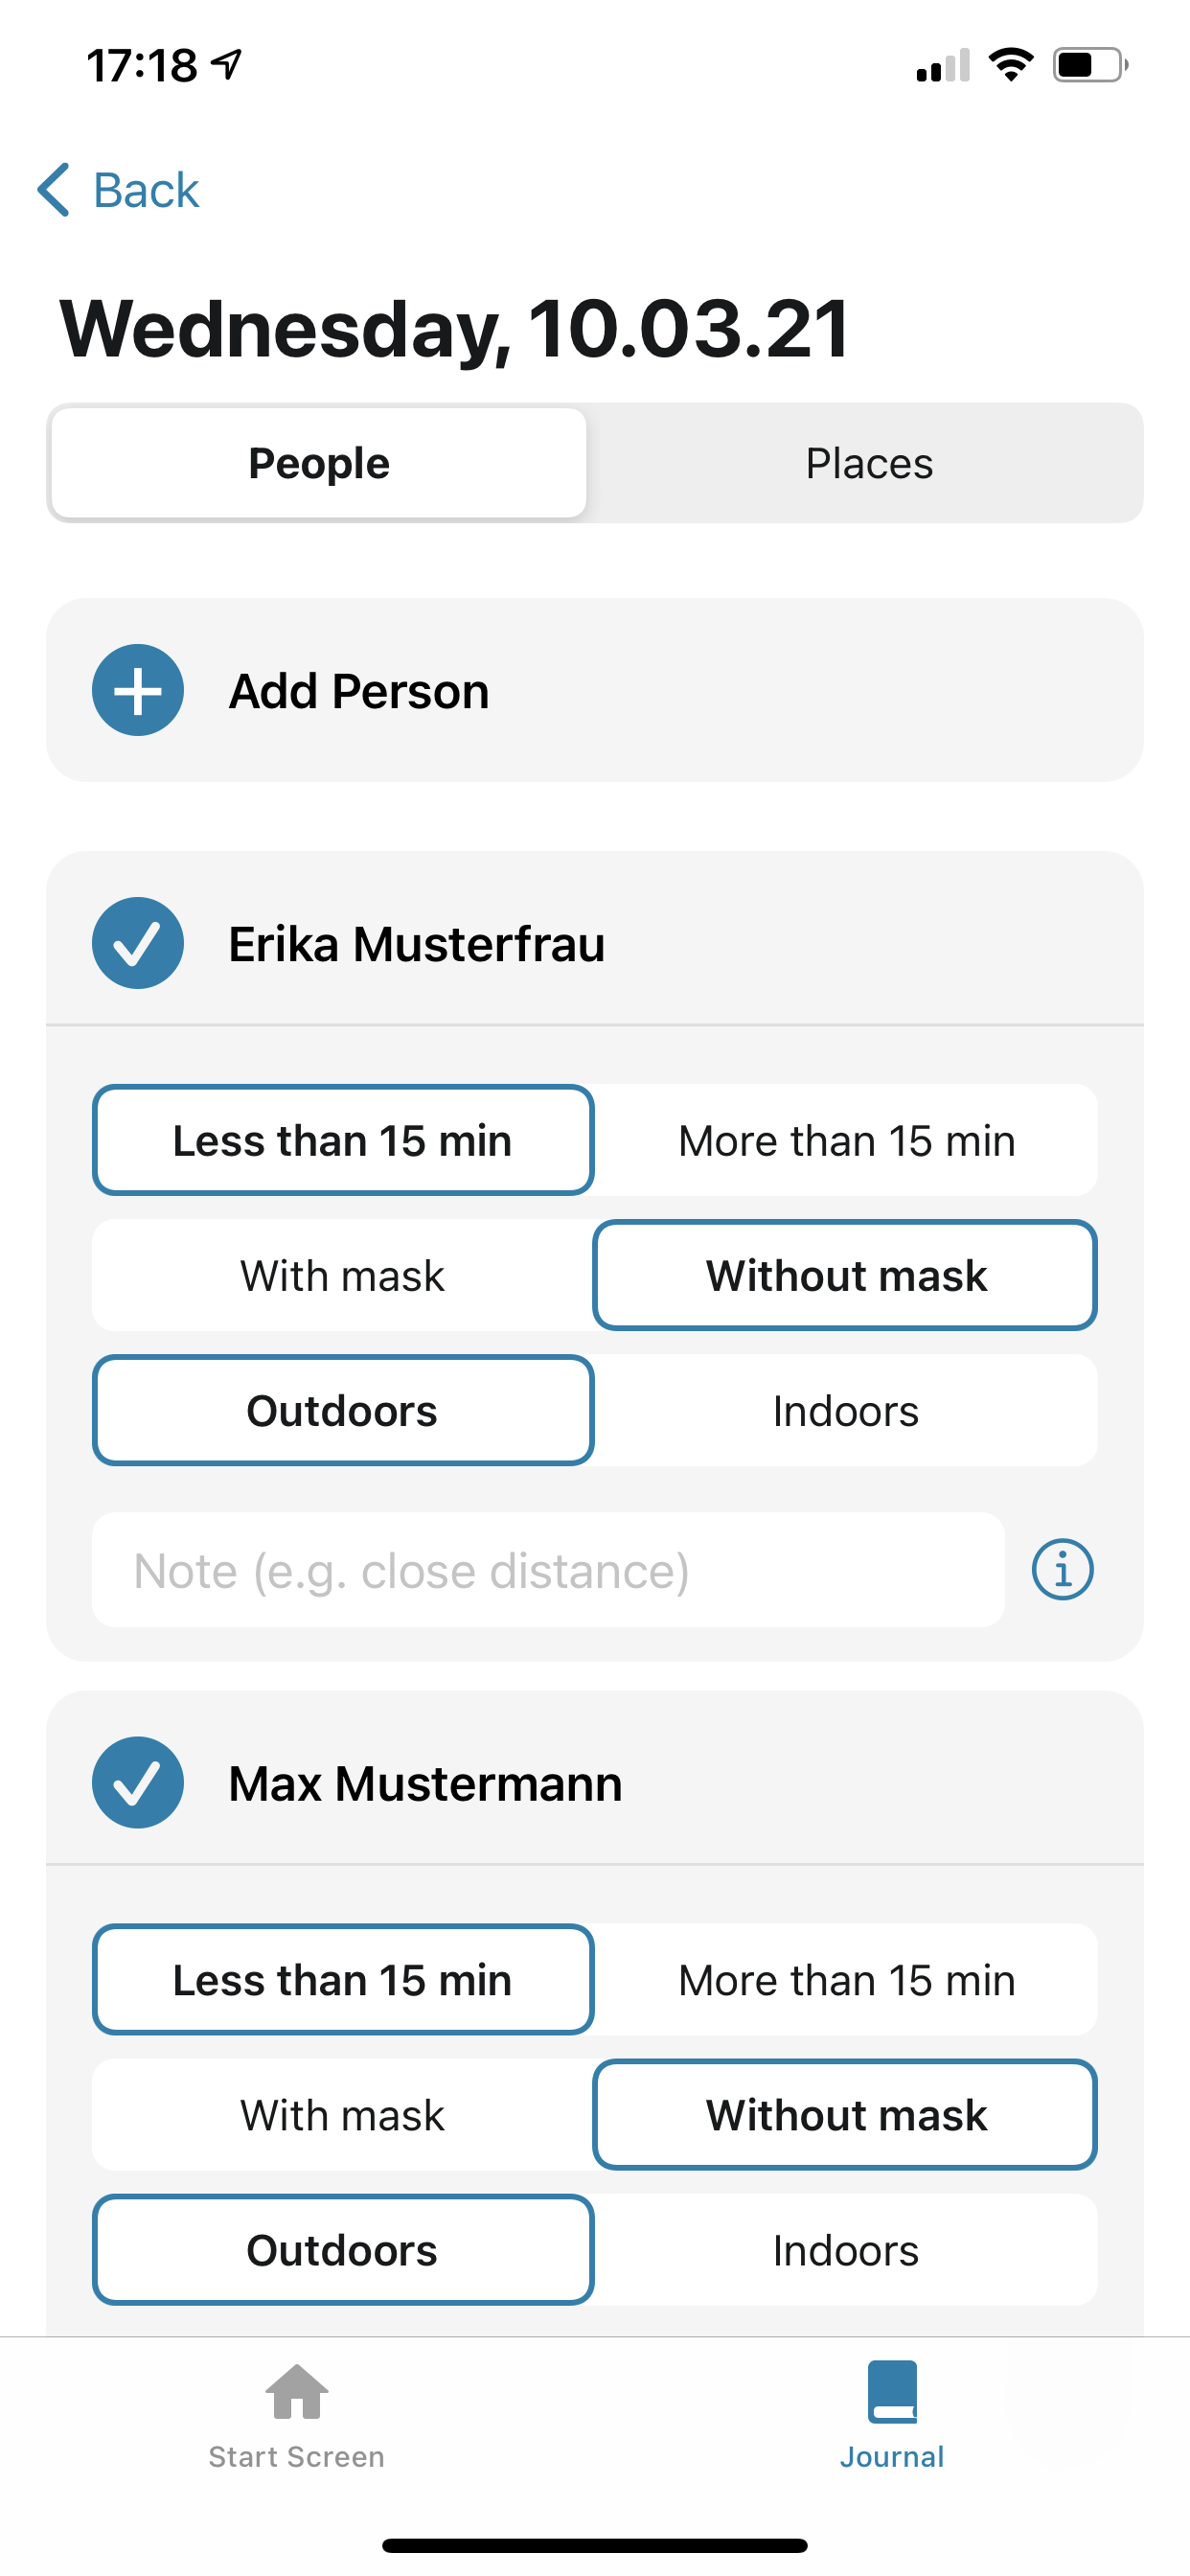 17:18
Back
Wednesday, 10.03.21
People Places
Add Person
Erika Musterfrau
Less than 15 min More than 15 min
With mask Without mask
Outdoors Indoors
Note (e.g. close distance)
Max Mustermann
Less than 15 min More than 15 min
With mask Without mask
Outdoors Indoors
Start Screen Journal